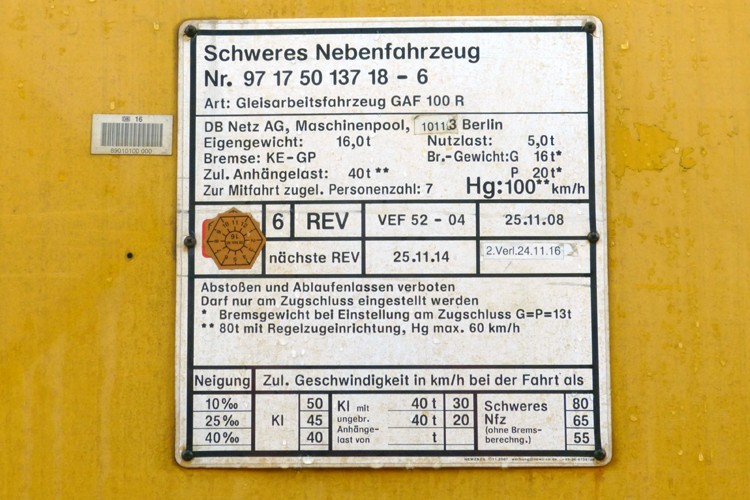 Schweres Nebenfahrzeug
Nr. 97 17 50 137 18 - 6
Art: Gleisarbeitsfahrzeug GAF 100 R
06 16
69010100 000
DB Netz AG, Maschinenpool, 10113 Berlin
Eigengewicht: 16,0t Nutzlast: 5,0t
Bremse: KE-GP Br.-Gewicht:G 16t*
Zul. Anhängelast: 40t ** P 20t*
Zur Mitfahrt zugel. Personenzahl: 7 Hg:100**km/h
6 REV VEF 52 - 04 25.11.08
nächste REV 25.11.14 2.Verl.24.11.16
Abstoßen und Ablaufenlassen verboten
Darf nur am Zugschluss eingestellt werden
* Bremsgewicht bei Einstellung am Zugschluss G=P=13t
** 80t mit Regelzugeinrichtung, Hg max. 60 km/h
Neigung Zul. Geschwindigkeit in km/h bei der Fahrt als
10‰ 50 Kl mit 40t 30 Schweres 80
25‰ Kl 45 ungebr. 40t 20 Nfz 65
40‰ 40 Anhänge- t (ohne Brems- 55
last von berechng.)